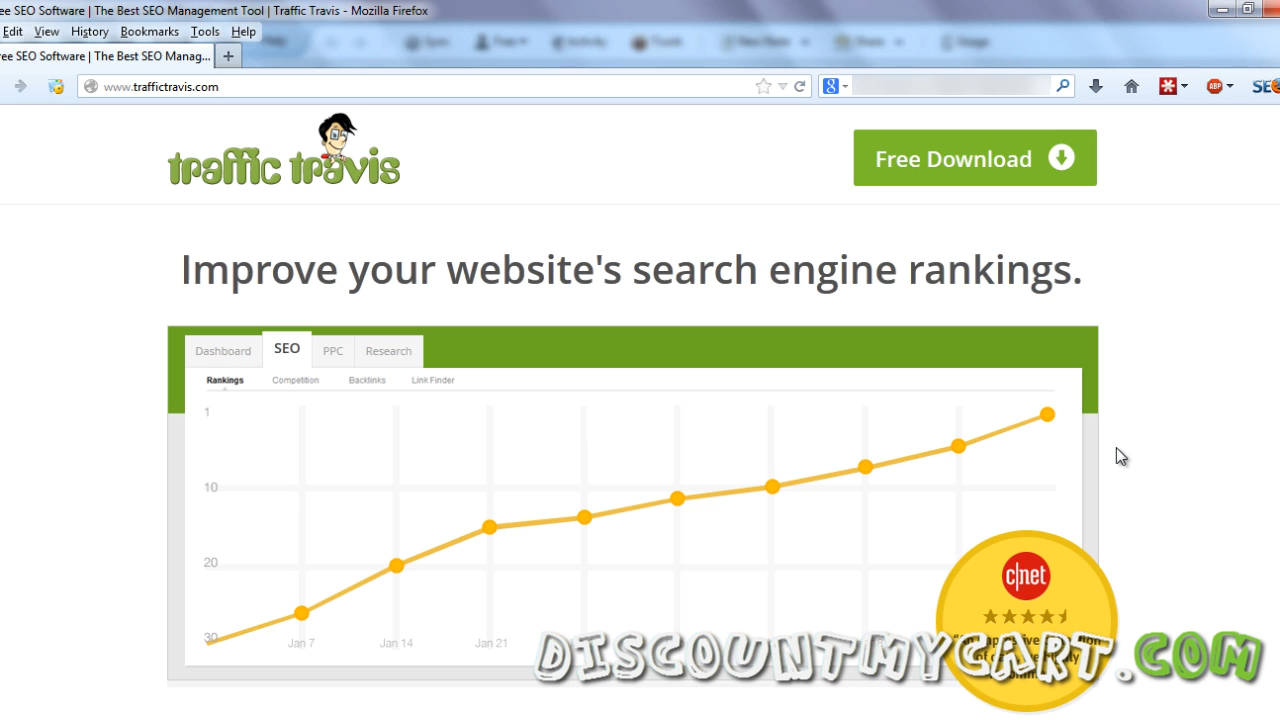 ee SEO Software | The Best SEO Management Tool | Traffic Travis - Mozilla Firefox
Edit View History Bookmarks Tools Help
ree SEO Software | The Best SEO Manag... +
www.traffictravis.com
ABP SEO
traffic travis
Free Download
Improve your website's search engine rankings.
Dashboard SEO PPC Research
Rankings Competition Backlinks Link Finder
1
10
20
30
Jan 7 Jan 14 Jan 21
c|net
DISCOUNTMYCART.COM